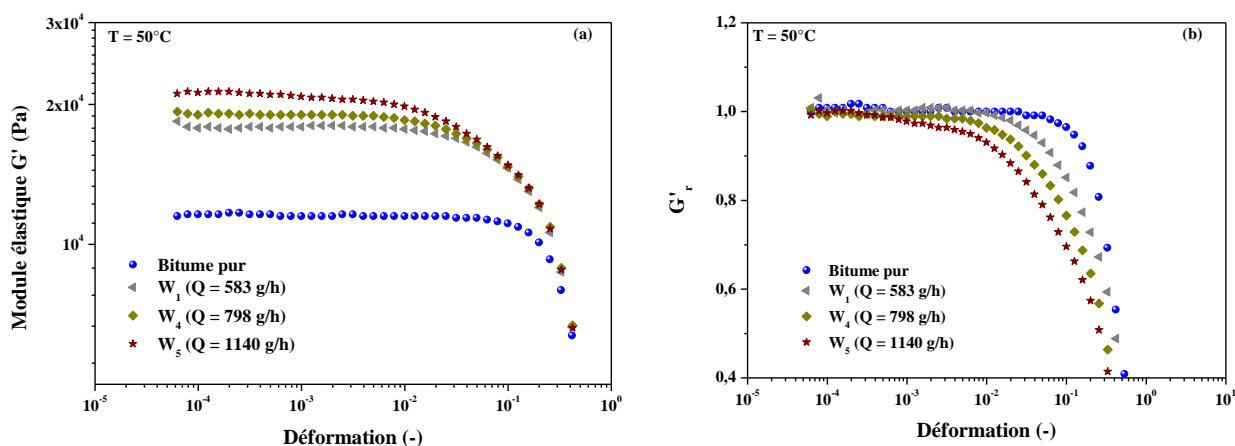 T = 50°C
(a)
3x10⁴
2x10⁴
10⁴
Module élastique G' (Pa)
Bitume pur
W₁ (Q = 583 g/h)
W₄ (Q = 798 g/h)
W₅ (Q = 1140 g/h)
10⁻⁵ 10⁻⁴ 10⁻³ 10⁻² 10⁻¹ 10⁰
Déformation (-)
T = 50°C
(b)
1,2
1,0
0,8
0,6
0,4
G'ᵣ
Bitume pur
W₁ (Q = 583 g/h)
W₄ (Q = 798 g/h)
W₅ (Q = 1140 g/h)
10⁻⁵ 10⁻⁴ 10⁻³ 10⁻² 10⁻¹ 10⁰ 10¹
Déformation (-)